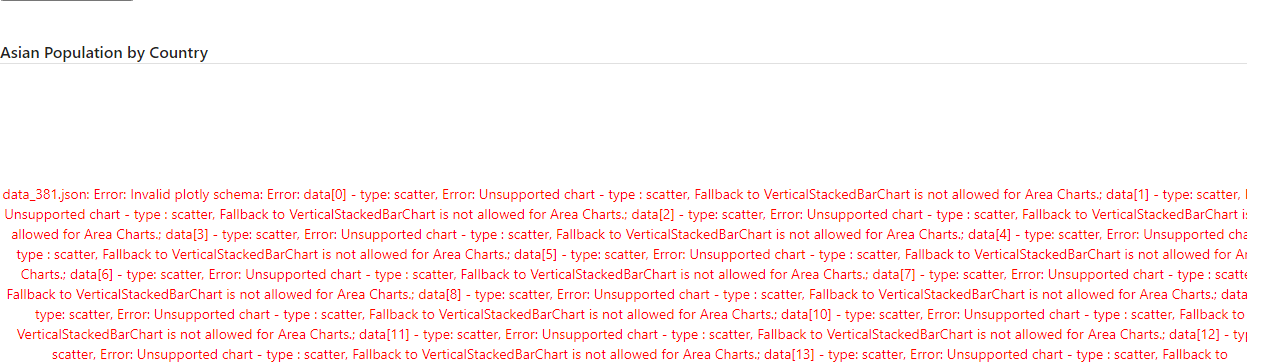 Asian Population by Country
data_381.json: Error: Invalid plotly schema: Error: data[0] - type: scatter, Error: Unsupported chart - type : scatter, Fallback to VerticalStackedBarChart is not allowed for Area Charts.; data[1] - type: scatter,
Unsupported chart - type : scatter, Fallback to VerticalStackedBarChart is not allowed for Area Charts.; data[2] - type: scatter, Error: Unsupported chart - type : scatter, Fallback to VerticalStackedBarChart
allowed for Area Charts.; data[3] - type: scatter, Error: Unsupported chart - type : scatter, Fallback to VerticalStackedBarChart is not allowed for Area Charts.; data[4] - type: scatter, Error: Unsupported cha
type : scatter, Fallback to VerticalStackedBarChart is not allowed for Area Charts.; data[5] - type: scatter, Error: Unsupported chart - type : scatter, Fallback to VerticalStackedBarChart is not allowed for
Charts.; data[6] - type: scatter, Error: Unsupported chart - type : scatter, Fallback to VerticalStackedBarChart is not allowed for Area Charts.; data[7] - type: scatter, Error: Unsupported chart - type : scatte
Fallback to VerticalStackedBarChart is not allowed for Area Charts.; data[8] - type: scatter, Error: Unsupported chart - type : scatter, Fallback to VerticalStackedBarChart is not allowed for Area Charts.; data
type: scatter, Error: Unsupported chart - type : scatter, Fallback to VerticalStackedBarChart is not allowed for Area Charts.; data[10] - type: scatter, Error: Unsupported chart - type : scatter, Fallback to
VerticalStackedBarChart is not allowed for Area Charts.; data[11] - type: scatter, Error: Unsupported chart - type : scatter, Fallback to VerticalStackedBarChart is not allowed for Area Charts.; data[12] - typ
scatter, Error: Unsupported chart - type : scatter, Fallback to VerticalStackedBarChart is not allowed for Area Charts.; data[13] - type: scatter, Error: Unsupported chart - type : scatter, Fallback to